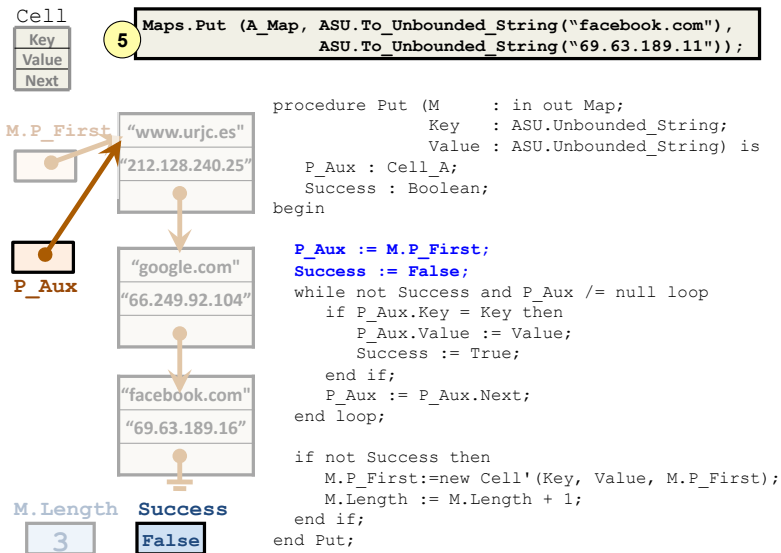 Cell
Key
Value
Next
5
Maps.Put (A_Map, ASU.To_Unbounded_String(“facebook.com"),
ASU.To_Unbounded_String(“69.63.189.11"));
M.P_First
“www.urjc.es"
“212.128.240.25”
P_Aux
“google.com”
“66.249.92.104”
“facebook.com"
“69.63.189.16”
M.Length
3
Success
False
procedure Put (M : in out Map;
Key : ASU.Unbounded_String;
Value : ASU.Unbounded_String) is
P_Aux : Cell_A;
Success : Boolean;
begin
P_Aux := M.P_First;
Success := False;
while not Success and P_Aux /= null loop
if P_Aux.Key = Key then
P_Aux.Value := Value;
Success := True;
end if;
P_Aux := P_Aux.Next;
end loop;
if not Success then
M.P_First:=new Cell'(Key, Value, M.P_First);
M.Length := M.Length + 1;
end if;
end Put;